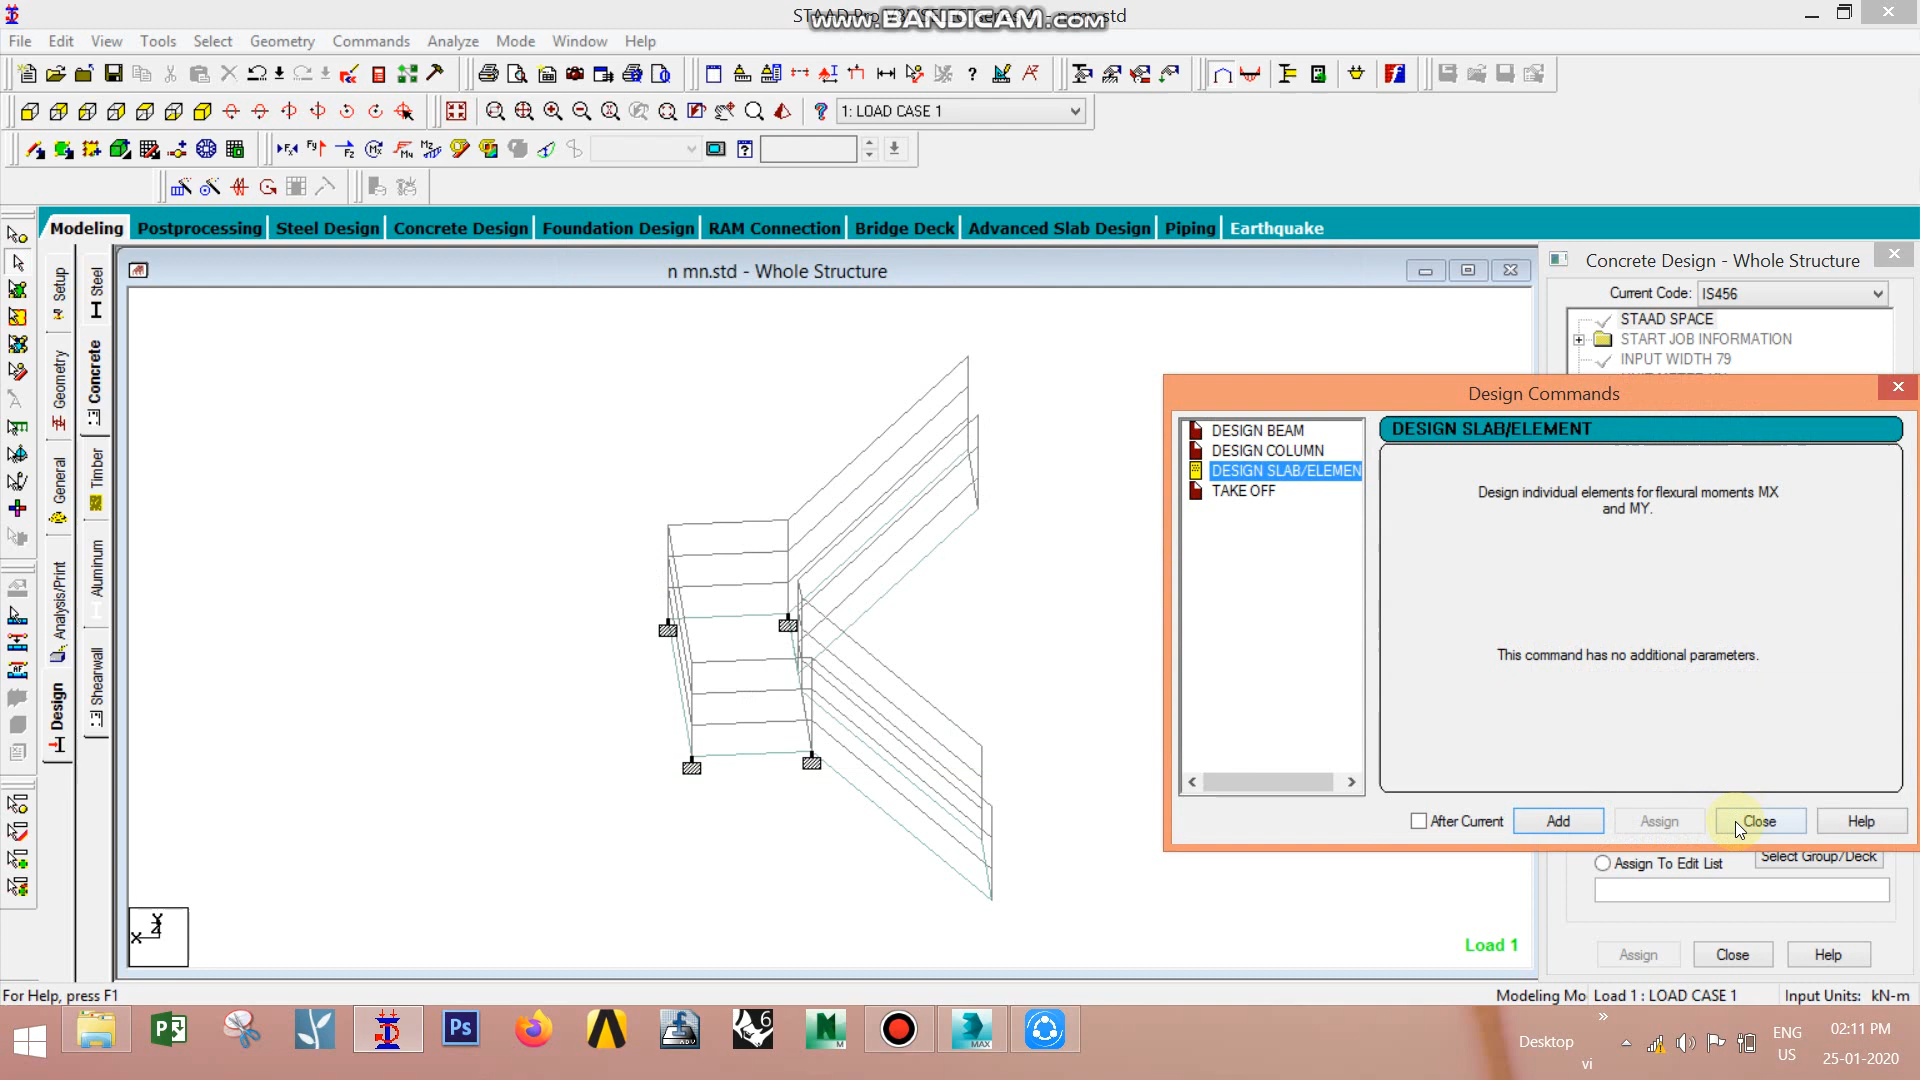 www.BANDICAM.com
File Edit View Tools Select Geometry Commands Analyze Mode Window Help
1: LOAD CASE 1
Modeling Postprocessing Steel Design Concrete Design Foundation Design RAM Connection Bridge Deck Advanced Slab Design Piping Earthquake
n mn.std - Whole Structure
Setup
Geometry
General
Analysis/Print
Design
Steel
Concrete
Timber
Aluminum
Shearwall
Load 1
Concrete Design - Whole Structure
Current Code: IS456
STAAD SPACE
START JOB INFORMATION
INPUT WIDTH 79
Design Commands
DESIGN BEAM
DESIGN COLUMN
DESIGN SLAB/ELEMEN
TAKE OFF
DESIGN SLAB/ELEMENT
Design individual elements for flexural moments MX
and MY.
This command has no additional parameters.
After Current Add Assign Close Help
Assign To Edit List Select Group/Deck
Assign Close Help
For Help, press F1
Modeling Mo Load 1 : LOAD CASE 1 Input Units: kN-m
Desktop
vi
ENG
US
02:11 PM
25-01-2020